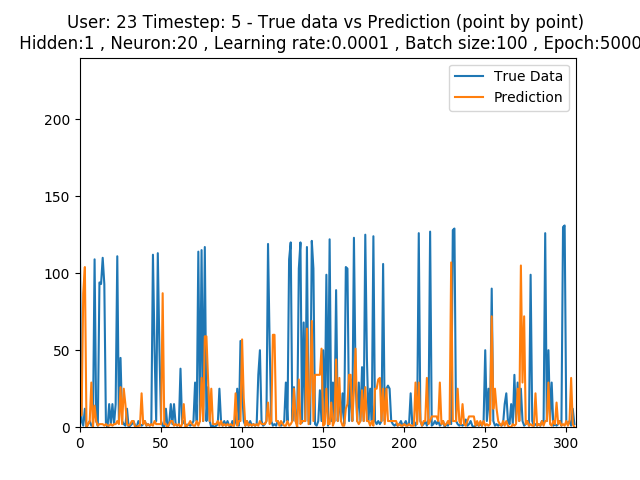 User: 23 Timestep: 5 - True data vs Prediction (point by point)
Hidden:1 , Neuron:20 , Learning rate:0.0001 , Batch size:100 , Epoch:5000
True Data
Prediction
200
150
100
50
0
0 50 100 150 200 250 300